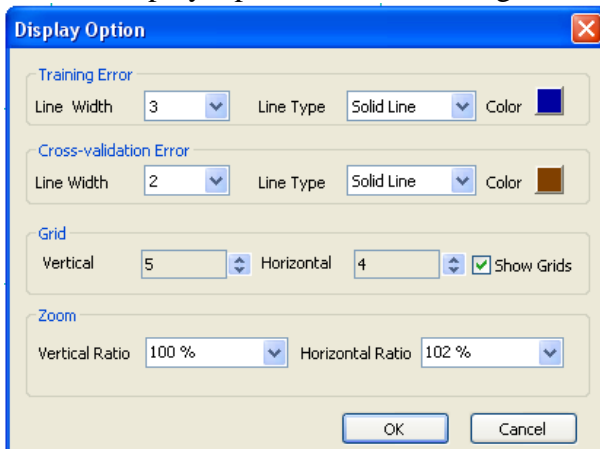 Display Option
Training Error
Line Width 3 Line Type Solid Line Color
Cross-validation Error
Line Width 2 Line Type Solid Line Color
Grid
Vertical 5 Horizontal 4 Show Grids
Zoom
Vertical Ratio 100 % Horizontal Ratio 102 %
OK Cancel